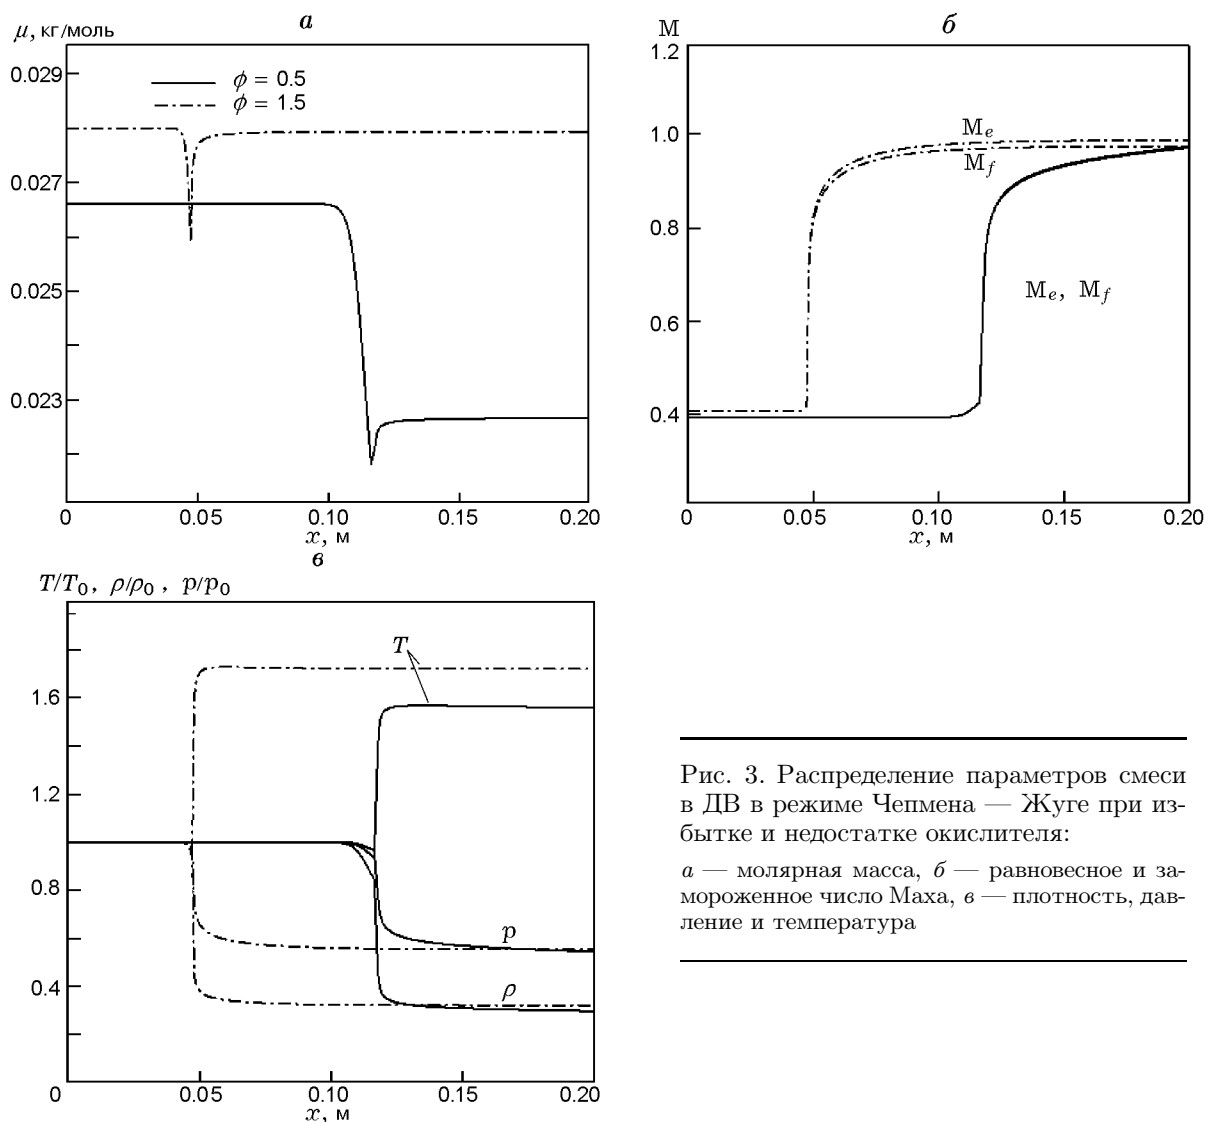 а
μ, кг/моль
0.029
0.027
0.025
0.023
ϕ = 0.5
ϕ = 1.5
0
0.05
0.10
0.15
0.20
x, м
б
M
1.2
1.0
0.8
0.6
0.4
Mₑ
M_f
Mₑ, M_f
0
0.05
0.10
0.15
0.20
x, м
в
T/T₀, ρ/ρ₀ , p/p₀
1.6
1.2
0.8
0.4
T
p
ρ
0
0.05
0.10
0.15
0.20
x, м
Рис. 3. Распределение параметров смеси
в ДВ в режиме Чепмена — Жуге при из-
бытке и недостатке окислителя:
а — молярная масса, б — равновесное и за-
мороженное число Маха, в — плотность, дав-
ление и температура